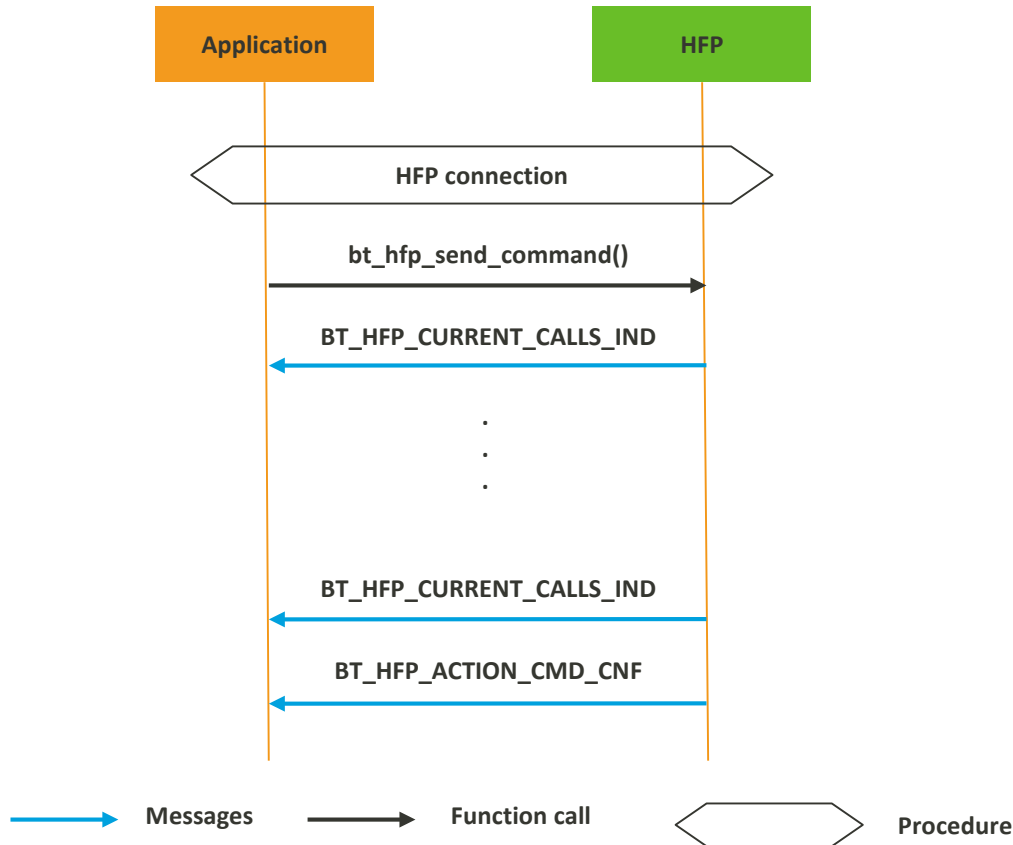 Application
HFP
HFP connection
bt_hfp_send_command()
BT_HFP_CURRENT_CALLS_IND
.
.
.
BT_HFP_CURRENT_CALLS_IND
BT_HFP_ACTION_CMD_CNF
Messages
Function call
Procedure